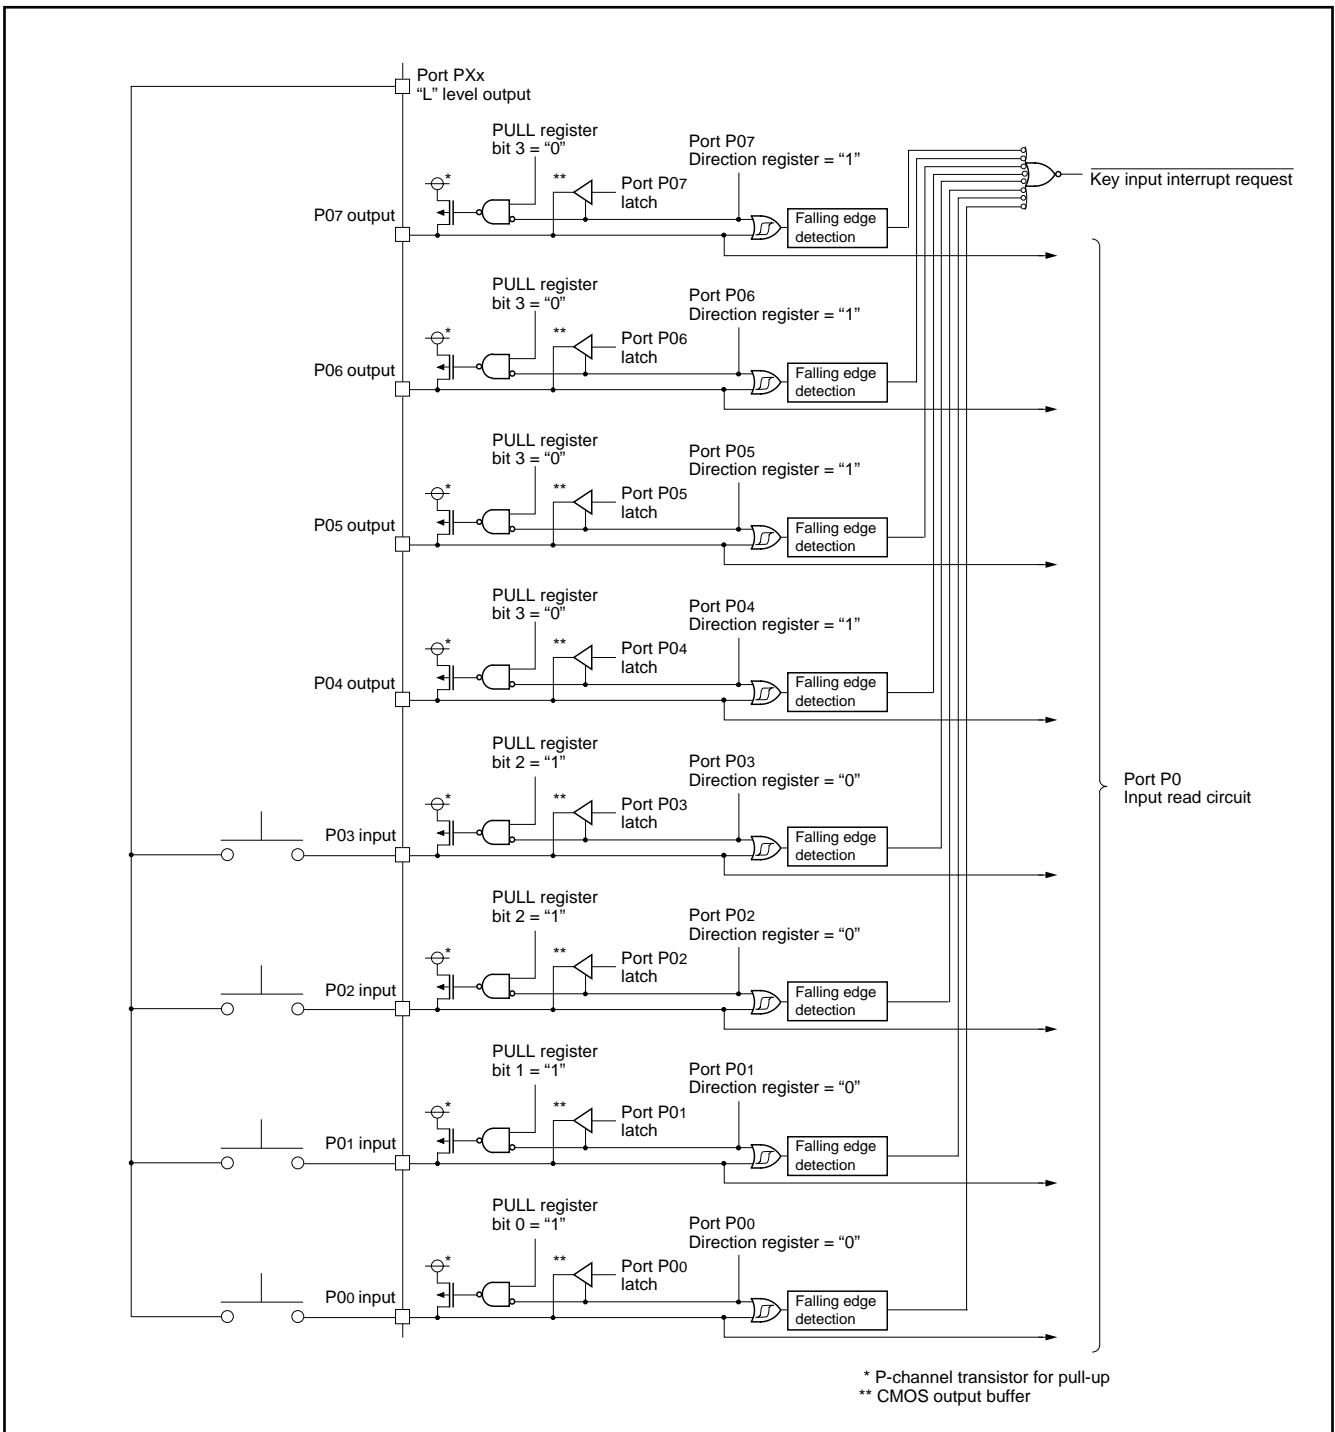 Port PXx
“L” level output
PULL register
bit 3 = “0”
Port P07
Direction register = “1”
*
**
Port P07
latch
Key input interrupt request
P07 output
Falling edge
detection
PULL register
bit 3 = “0”
Port P06
Direction register = “1”
*
**
Port P06
latch
P06 output
Falling edge
detection
PULL register
bit 3 = “0”
Port P05
Direction register = “1”
*
**
Port P05
latch
P05 output
Falling edge
detection
PULL register
bit 3 = “0”
Port P04
Direction register = “1”
*
**
Port P04
latch
P04 output
Falling edge
detection
PULL register
bit 2 = “1”
Port P03
Direction register = “0”
Port P0
Input read circuit
*
**
Port P03
latch
P03 input
Falling edge
detection
PULL register
bit 2 = “1”
Port P02
Direction register = “0”
*
**
Port P02
latch
P02 input
Falling edge
detection
PULL register
bit 1 = “1”
Port P01
Direction register = “0”
*
**
Port P01
latch
P01 input
Falling edge
detection
PULL register
bit 0 = “1”
Port P00
Direction register = “0”
*
**
Port P00
latch
P00 input
Falling edge
detection
* P-channel transistor for pull-up
** CMOS output buffer